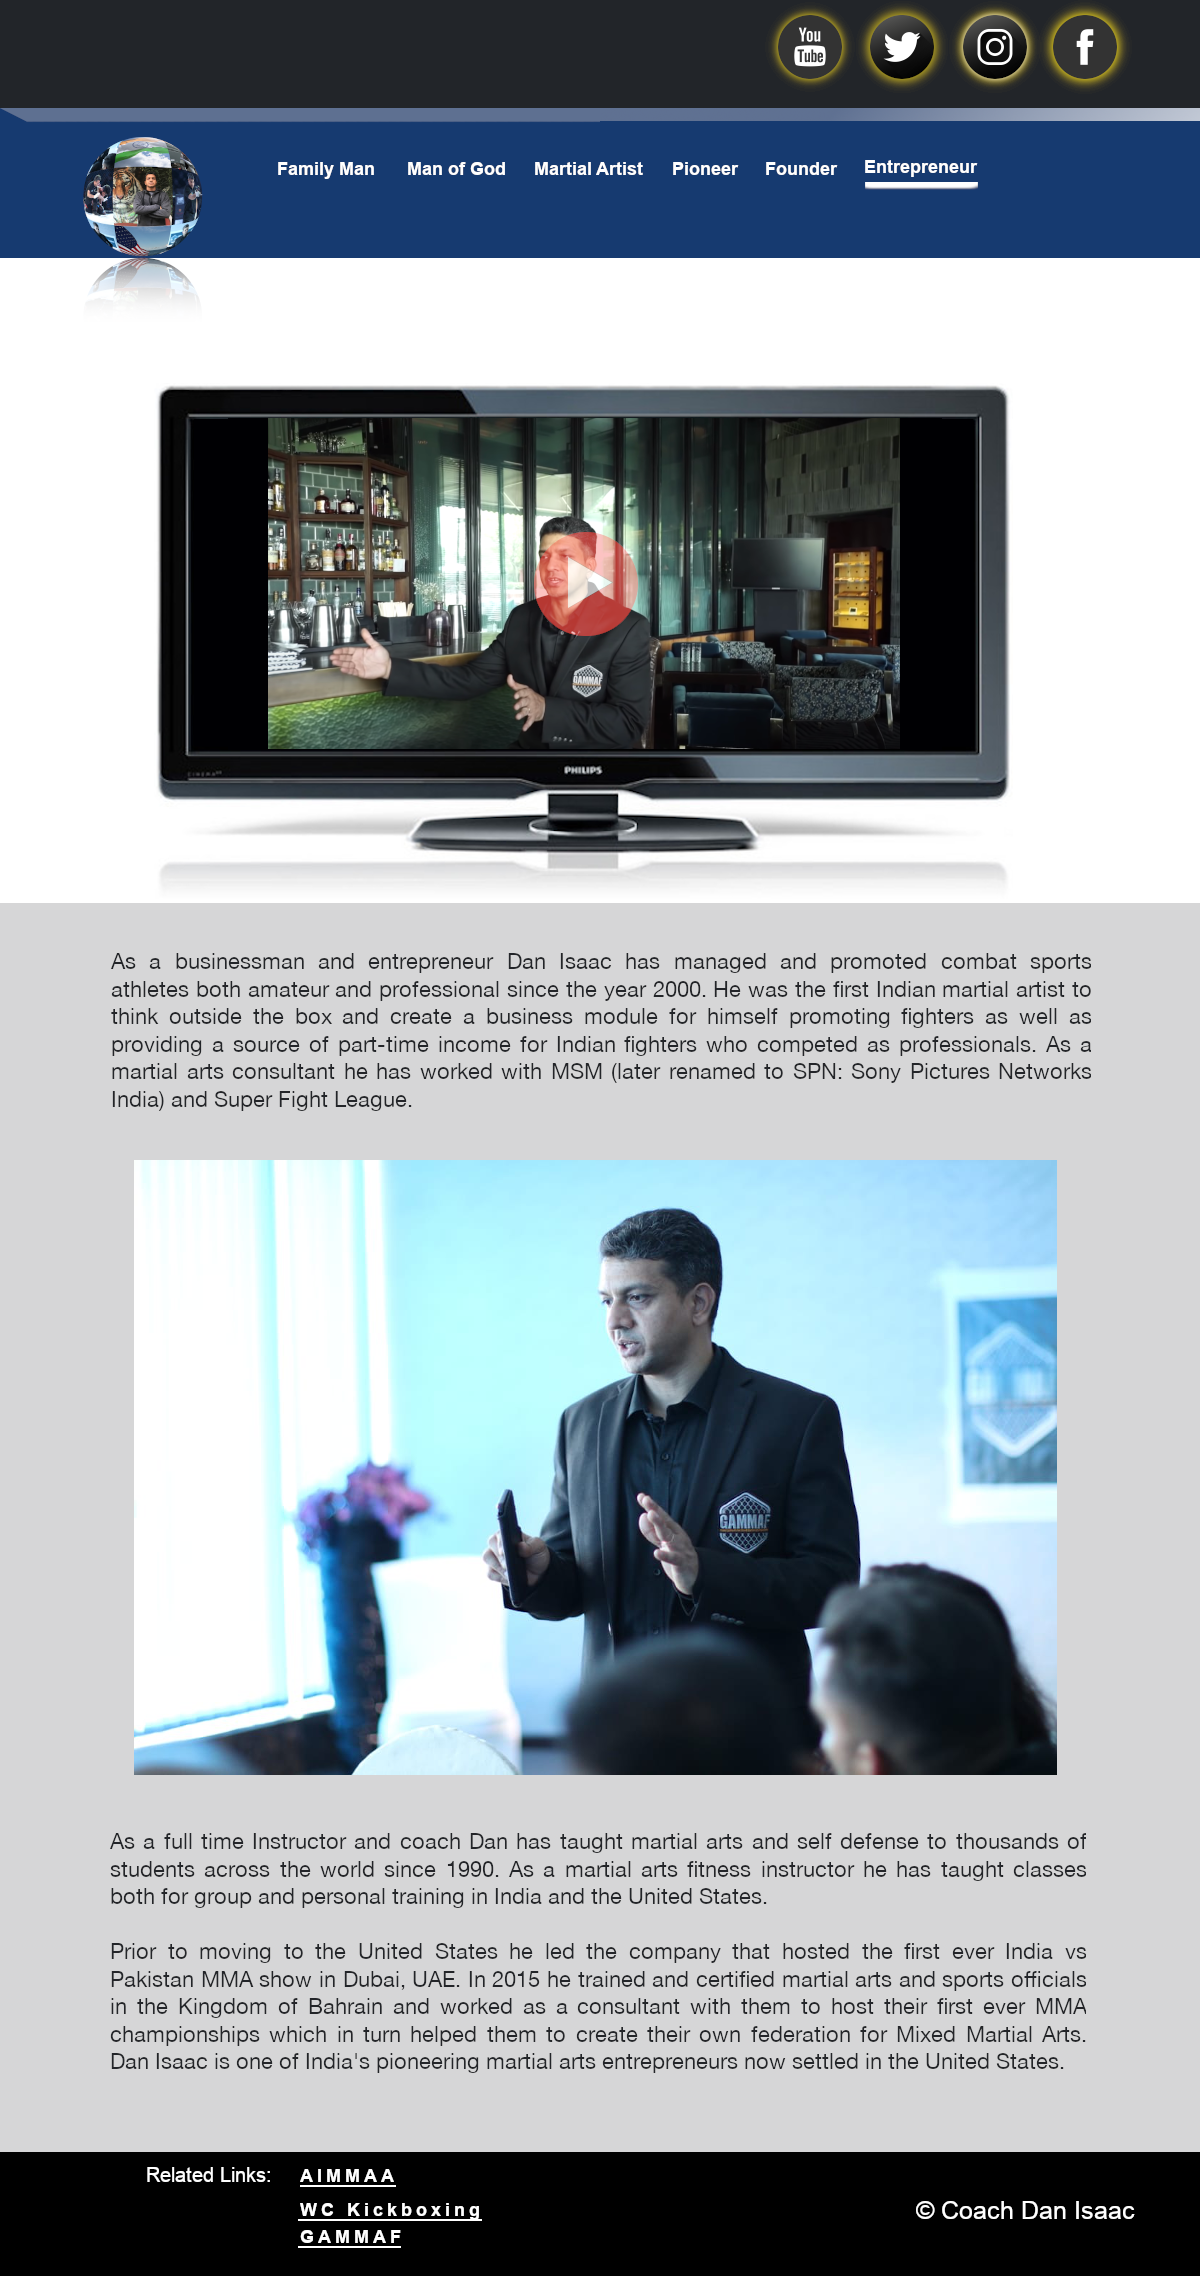 You
Tube
Family Man Man of God Martial Artist Pioneer Founder Entrepreneur
GAMMAF
PHILIPS
As a businessman and entrepreneur Dan Isaac has managed and promoted combat sports
athletes both amateur and professional since the year 2000. He was the first Indian martial artist to
think outside the box and create a business module for himself promoting fighters as well as
providing a source of part-time income for Indian fighters who competed as professionals. As a
martial arts consultant he has worked with MSM (later renamed to SPN: Sony Pictures Networks
India) and Super Fight League.
GAMMAF
As a full time Instructor and coach Dan has taught martial arts and self defense to thousands of
students across the world since 1990. As a martial arts fitness instructor he has taught classes
both for group and personal training in India and the United States.
Prior to moving to the United States he led the company that hosted the first ever India vs
Pakistan MMA show in Dubai, UAE. In 2015 he trained and certified martial arts and sports officials
in the Kingdom of Bahrain and worked as a consultant with them to host their first ever MMA
championships which in turn helped them to create their own federation for Mixed Martial Arts.
Dan Isaac is one of India's pioneering martial arts entrepreneurs now settled in the United States.
Related Links: AIMMAA
WC Kickboxing
GAMMAF
© Coach Dan Isaac